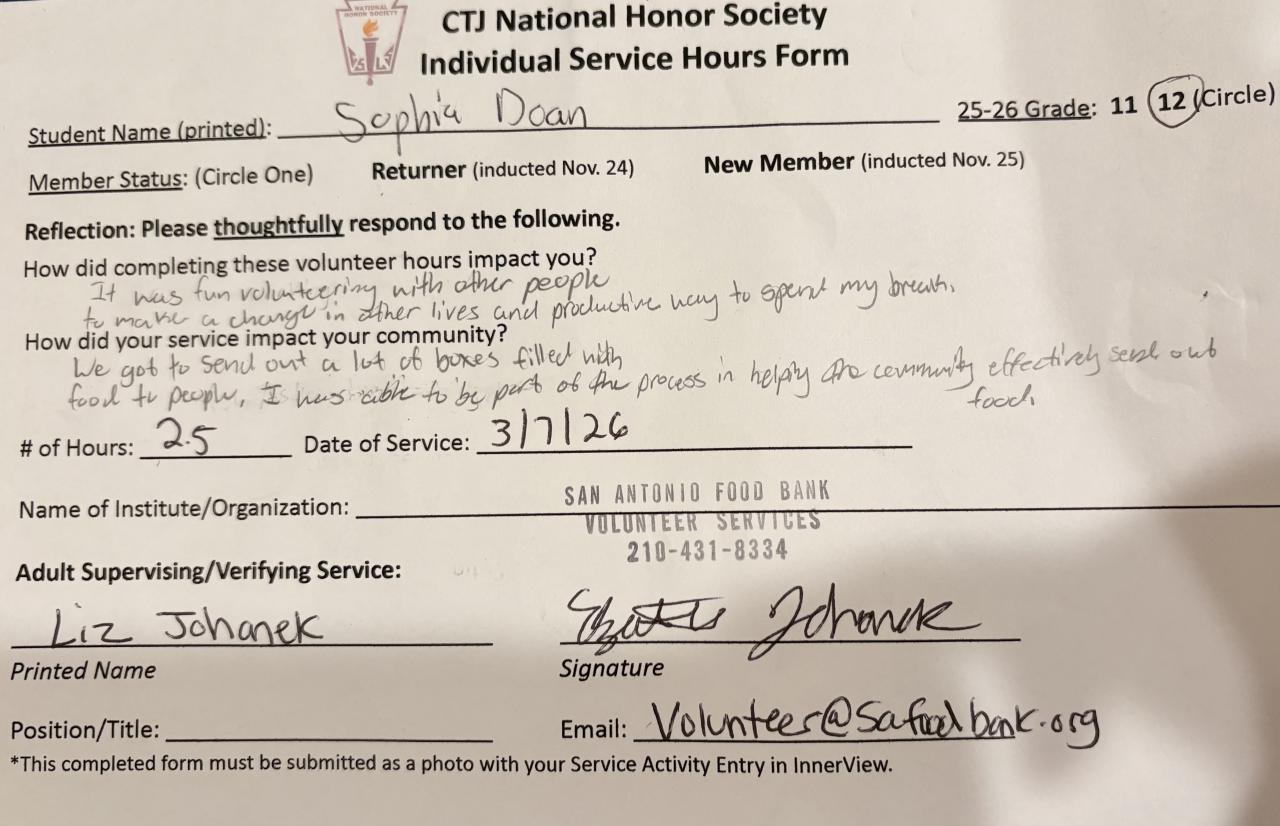 NATIONAL
HONOR SOCIETY
CTJ National Honor Society
Individual Service Hours Form
Student Name (printed): Sophia Doan 25-26 Grade: 11 12 (Circle)
Member Status: (Circle One) Returner (inducted Nov. 24) New Member (inducted Nov. 25)
Reflection: Please thoughtfully respond to the following.
How did completing these volunteer hours impact you?
It was fun volunteering with other people
to make a change in other lives and productive way to spend my break.
How did your service impact your community?
We got to send out a lot of boxes filled with
food to people, I was able to be part of the process in helping the community effectively send out
food.
# of Hours: 2.5 Date of Service: 3/7/26
Name of Institute/Organization: SAN ANTONIO FOOD BANK
VOLUNTEER SERVICES
210-431-8334
Adult Supervising/Verifying Service:
Liz Johanek Johanek
Printed Name Signature
Position/Title: Email: Volunteer@safoodbank.org
*This completed form must be submitted as a photo with your Service Activity Entry in InnerView.